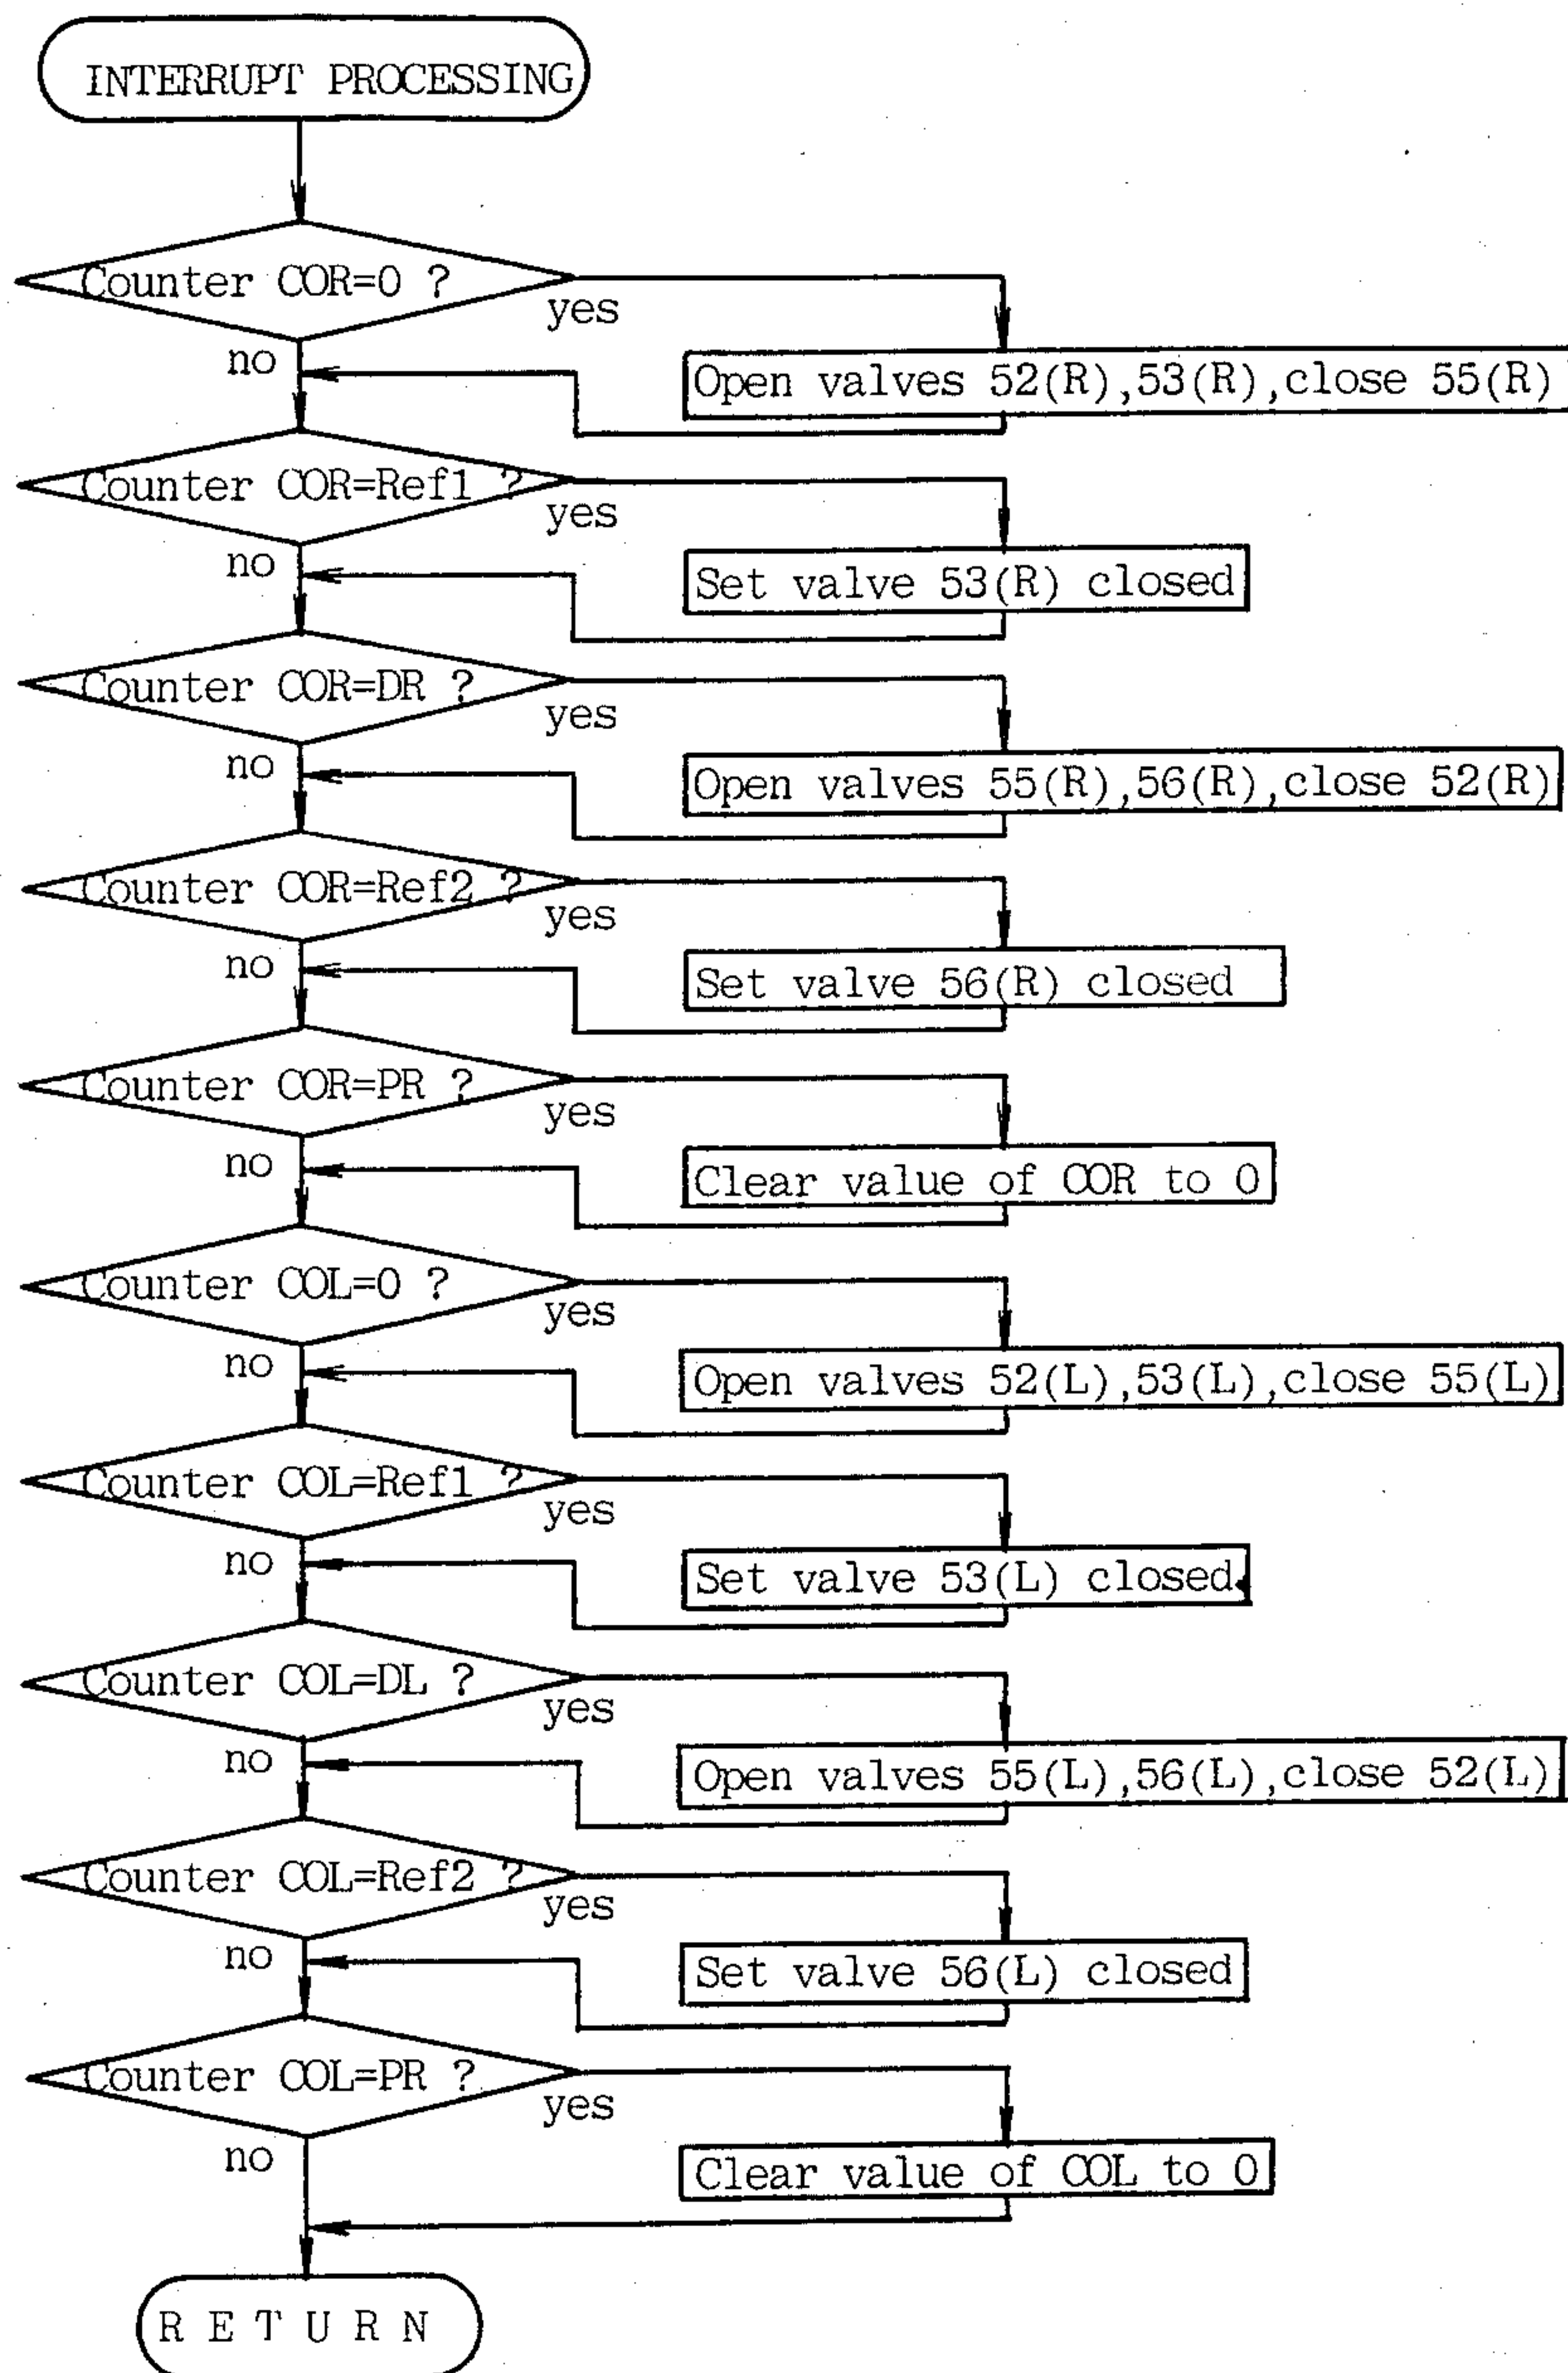 INTERRUPT PROCESSING
Counter COR=0 ?
yes
no
Open valves 52(R),53(R),close 55(R)
Counter COR=Ref1 ?
yes
no
Set valve 53(R) closed
Counter COR=DR ?
yes
no
Open valves 55(R),56(R),close 52(R)
Counter COR=Ref2 ?
yes
no
Set valve 56(R) closed
Counter COR=PR ?
yes
no
Clear value of COR to 0
Counter COL=0 ?
yes
no
Open valves 52(L),53(L),close 55(L)
Counter COL=Ref1 ?
yes
no
Set valve 53(L) closed
Counter COL=DL ?
yes
no
Open valves 55(L),56(L),close 52(L)
Counter COL=Ref2 ?
yes
no
Set valve 56(L) closed
Counter COL=PR ?
yes
no
Clear value of COL to 0
R E T U R N